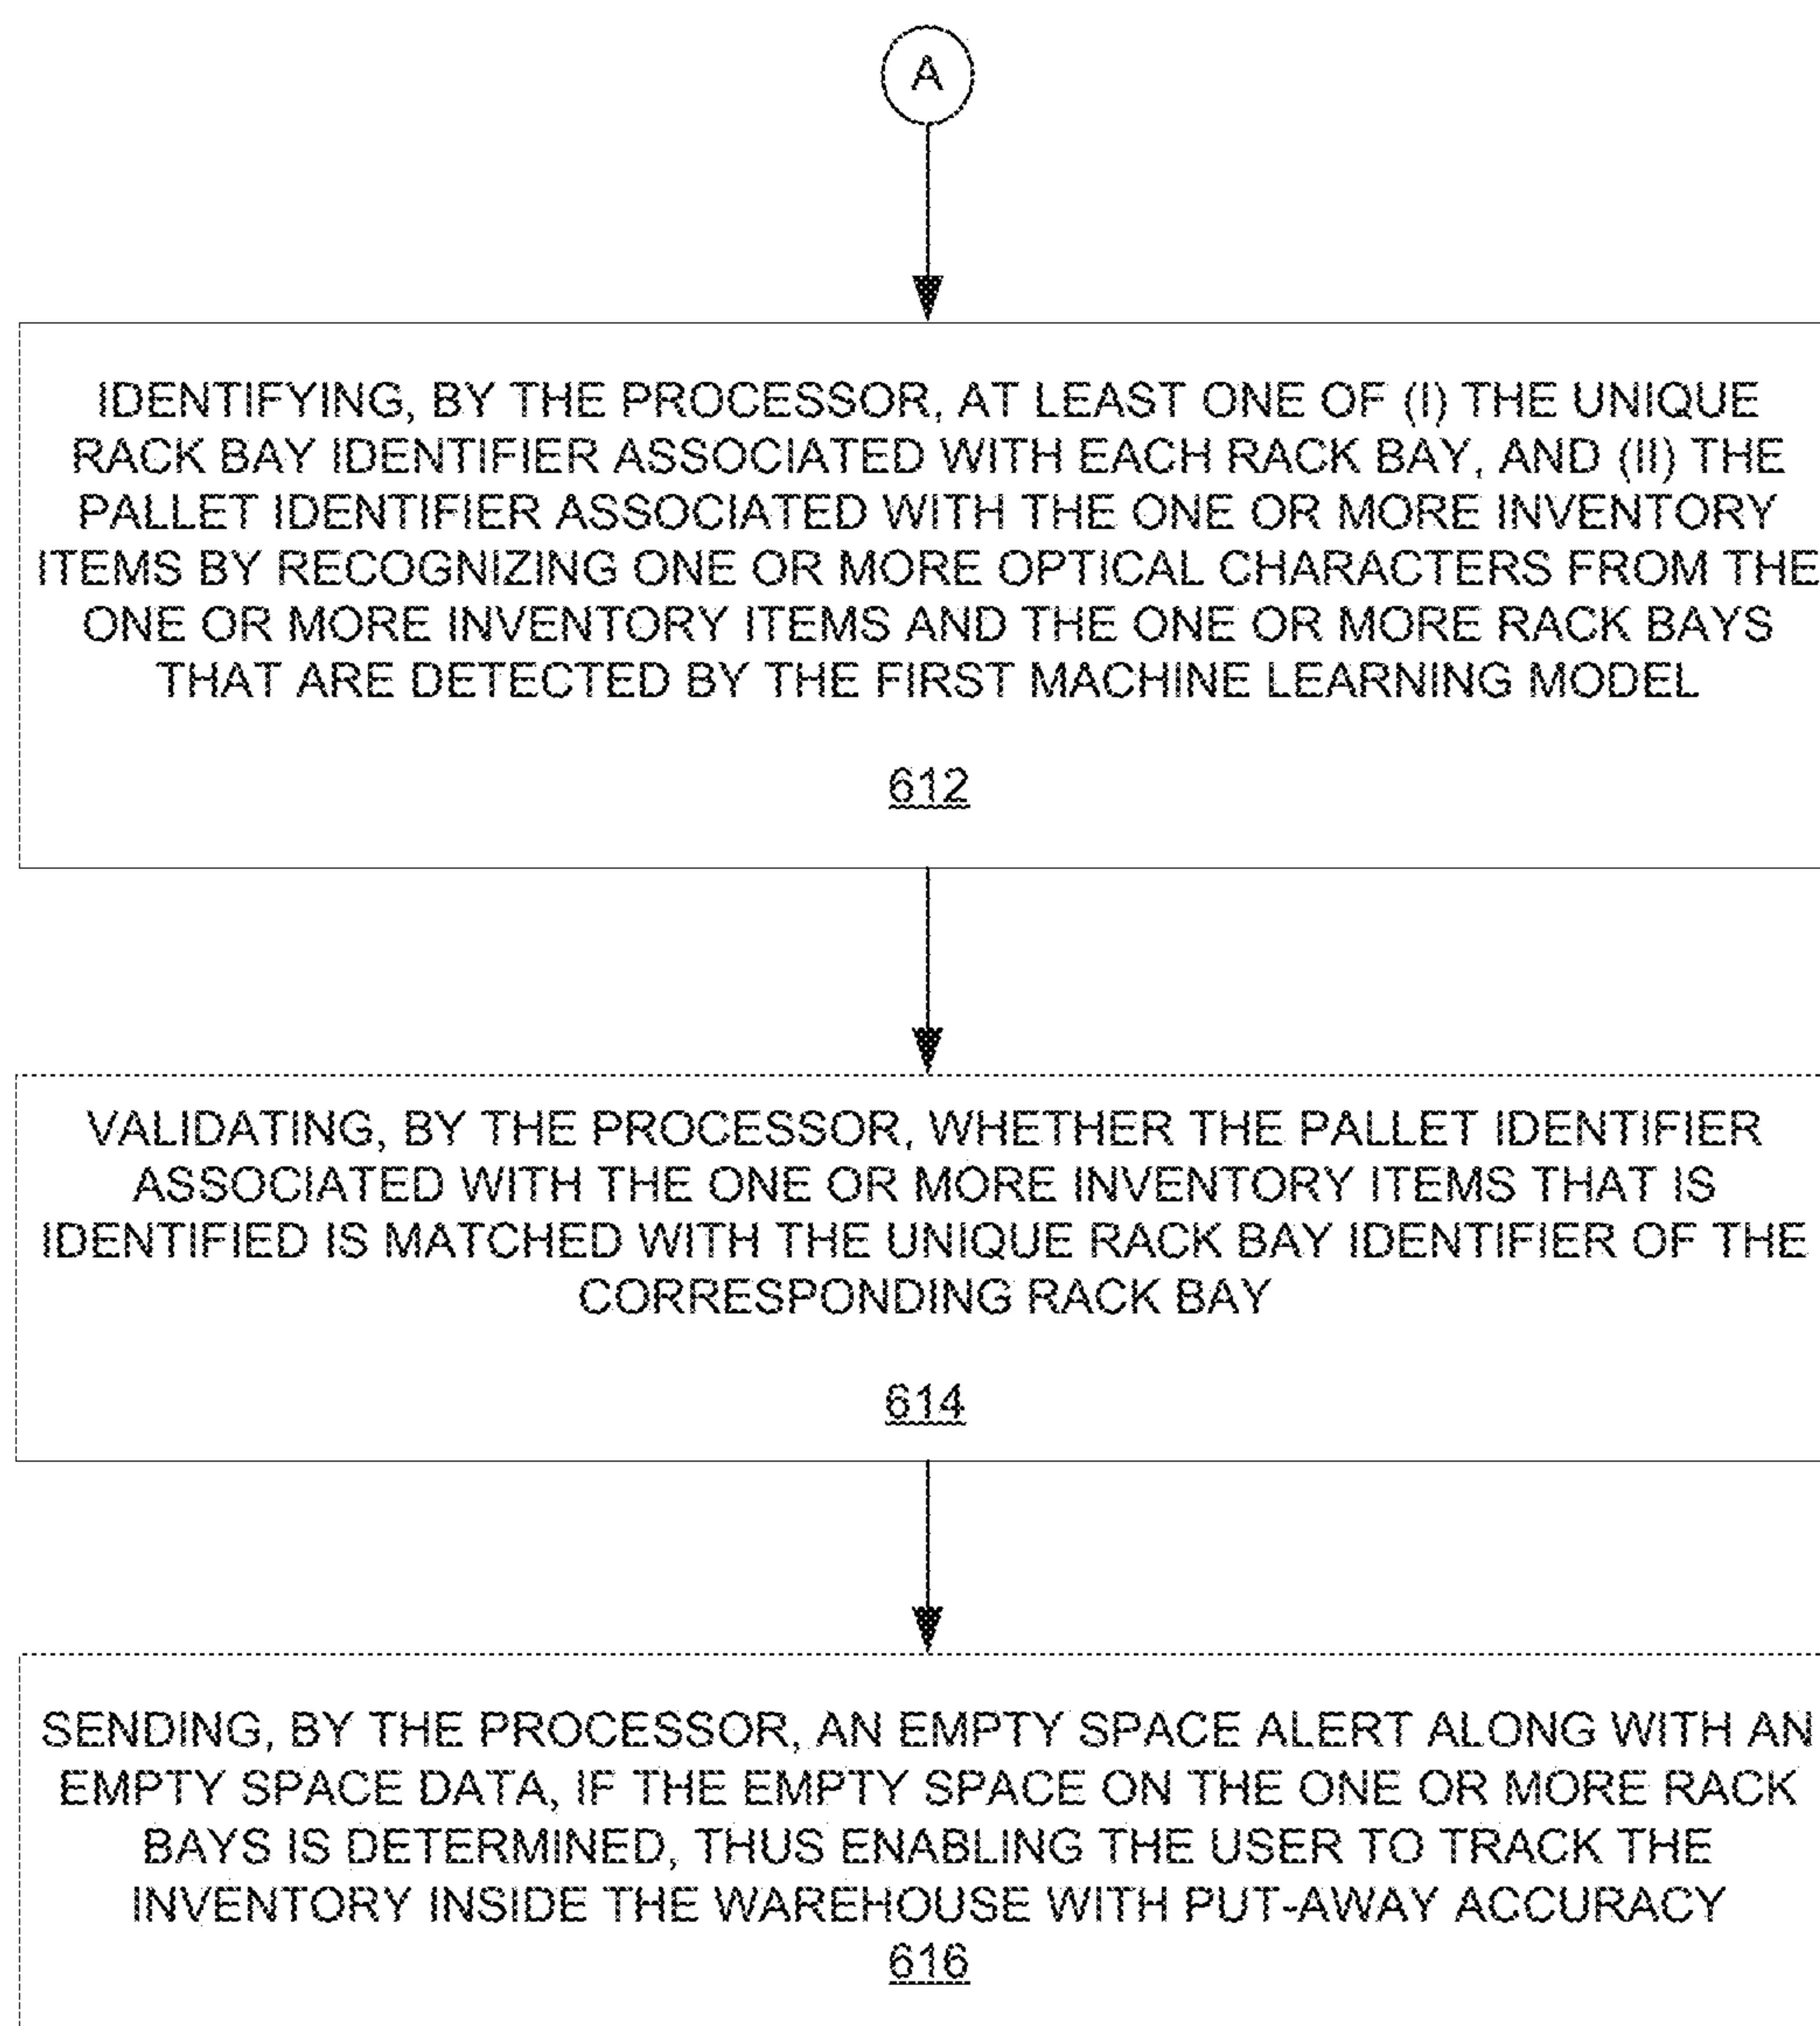 A
IDENTIFYING, BY THE PROCESSOR, AT LEAST ONE OF (I) THE UNIQUE
RACK BAY IDENTIFIER ASSOCIATED WITH EACH RACK BAY, AND (II) THE
PALLET IDENTIFIER ASSOCIATED WITH THE ONE OR MORE INVENTORY
ITEMS BY RECOGNIZING ONE OR MORE OPTICAL CHARACTERS FROM THE
ONE OR MORE INVENTORY ITEMS AND THE ONE OR MORE RACK BAYS
THAT ARE DETECTED BY THE FIRST MACHINE LEARNING MODEL
612
VALIDATING, BY THE PROCESSOR, WHETHER THE PALLET IDENTIFIER
ASSOCIATED WITH THE ONE OR MORE INVENTORY ITEMS THAT IS
IDENTIFIED IS MATCHED WITH THE UNIQUE RACK BAY IDENTIFIER OF THE
CORRESPONDING RACK BAY
614
SENDING, BY THE PROCESSOR, AN EMPTY SPACE ALERT ALONG WITH AN
EMPTY SPACE DATA, IF THE EMPTY SPACE ON THE ONE OR MORE RACK
BAYS IS DETERMINED, THUS ENABLING THE USER TO TRACK THE
INVENTORY INSIDE THE WAREHOUSE WITH PUT-AWAY ACCURACY
616